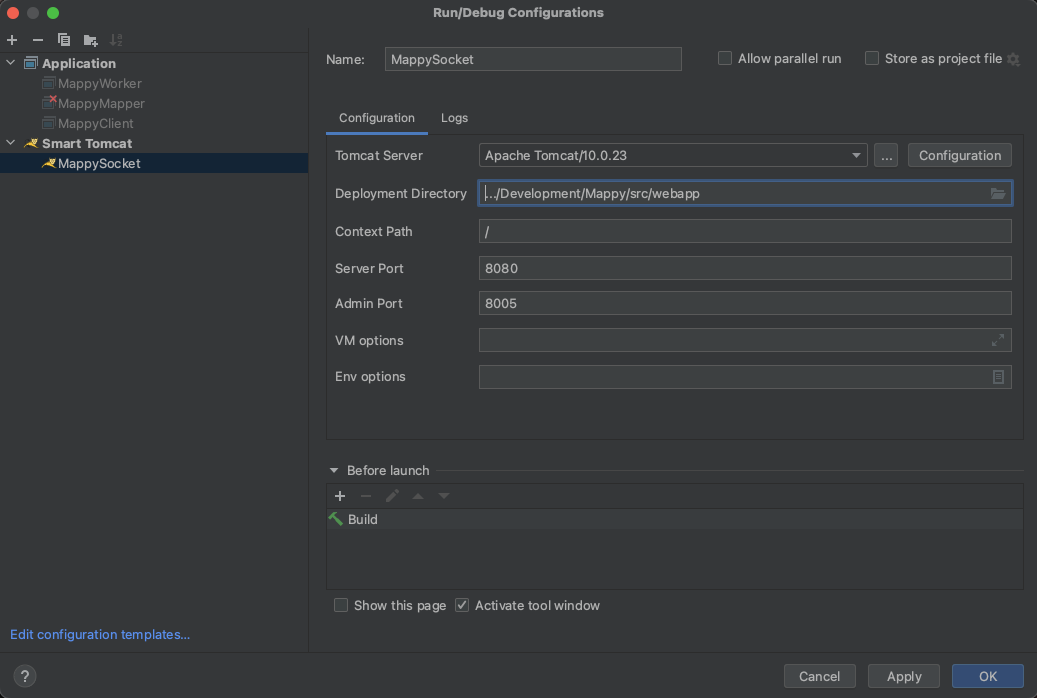 Run/Debug Configurations
Application
MappyWorker
MappyMapper
MappyClient
Smart Tomcat
MappySocket
Edit configuration templates...
?
Name:
MappySocket
Allow parallel run
Store as project file
Configuration
Logs
Tomcat Server
Apache Tomcat/10.0.23
...
Configuration
Deployment Directory
.../Development/Mappy/src/webapp
Context Path
/
Server Port
8080
Admin Port
8005
VM options
Env options
Before launch
Build
Show this page
Activate tool window
Cancel
Apply
OK